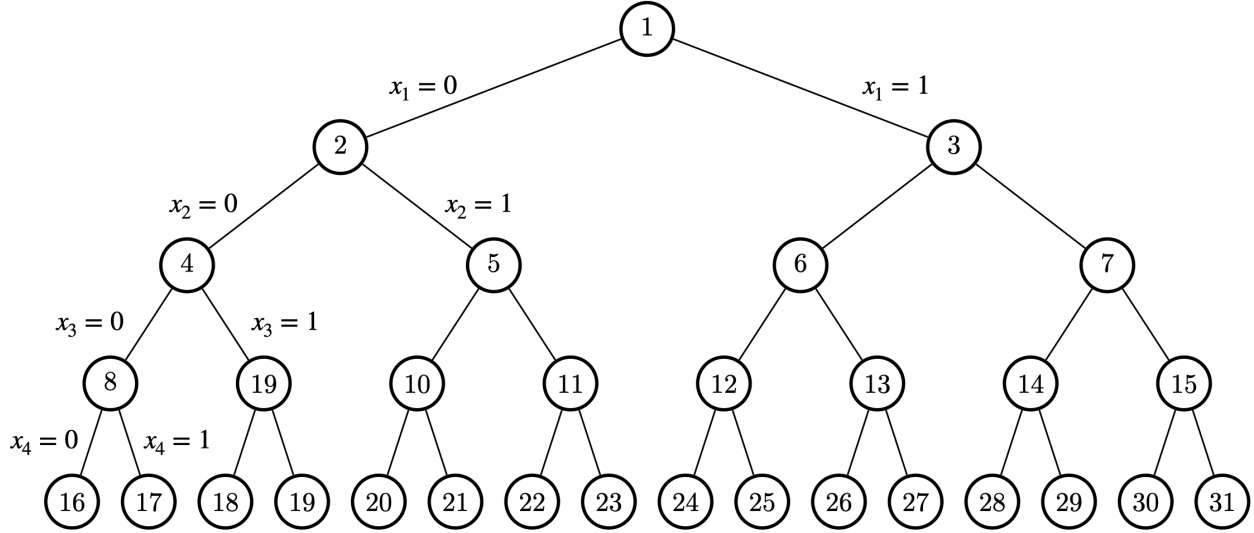 1
x₁ = 0 x₁ = 1
2 3
x₂ = 0 x₂ = 1
4 5 6 7
x₃ = 0 x₃ = 1
8 19 10 11 12 13 14 15
x₄ = 0 x₄ = 1
16 17 18 19 20 21 22 23 24 25 26 27 28 29 30 31